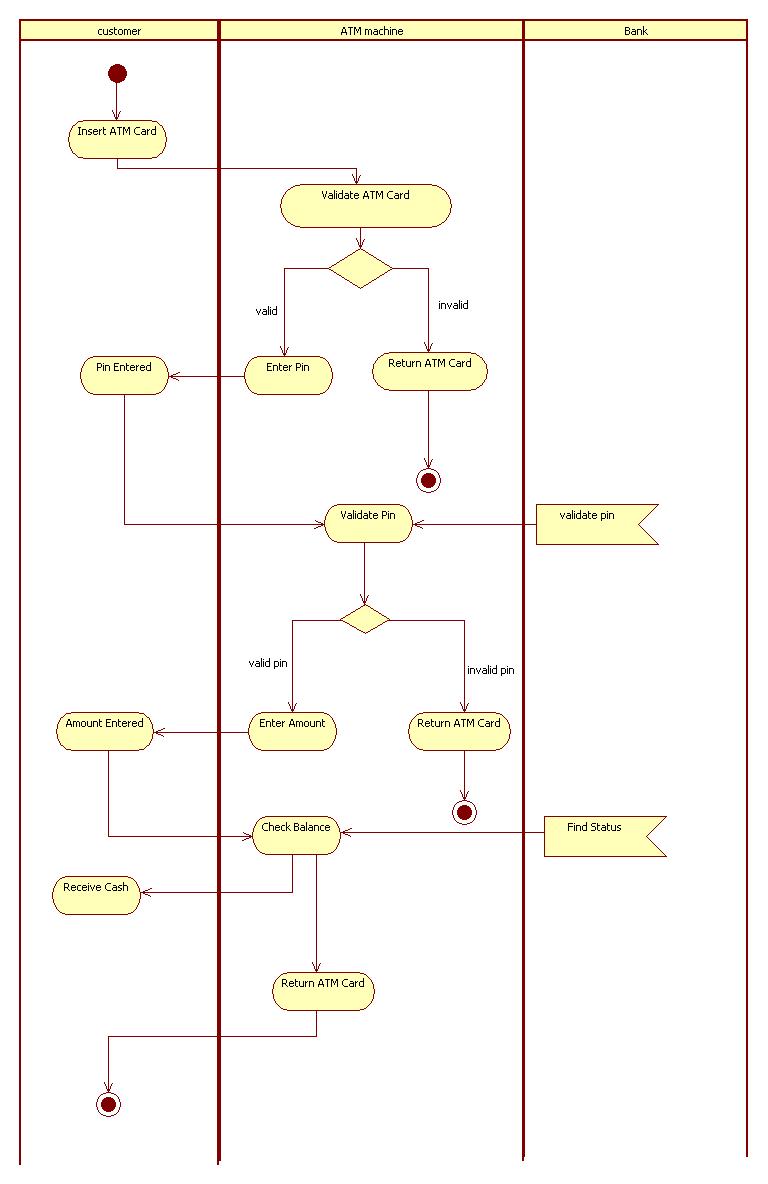 customer
ATM machine
Bank
Insert ATM Card
Validate ATM Card
valid
invalid
Pin Entered
Enter Pin
Return ATM Card
Validate Pin
validate pin
valid pin
invalid pin
Amount Entered
Enter Amount
Return ATM Card
Check Balance
Find Status
Receive Cash
Return ATM Card